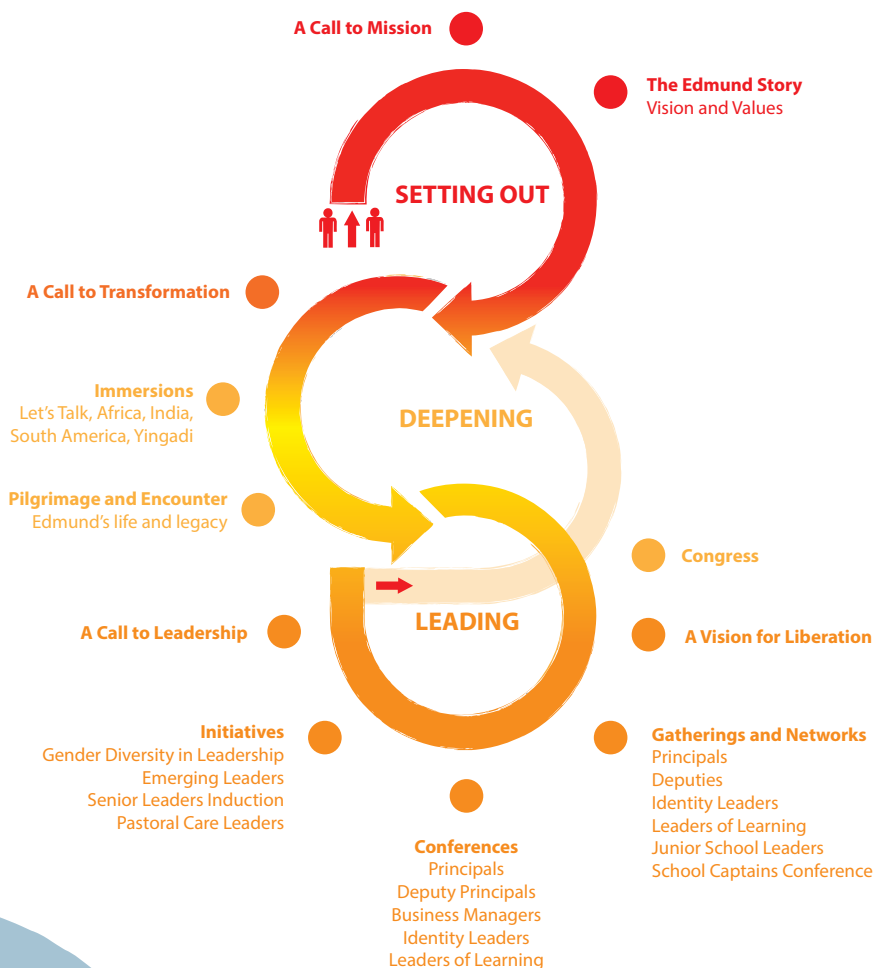 A Call to Mission
The Edmund Story
Vision and Values
SETTING OUT
A Call to Transformation
Immersions
Let's Talk, Africa, India,
South America, Yingadi
DEEPENING
Pilgrimage and Encounter
Edmund's life and legacy
Congress
LEADING
A Call to Leadership
A Vision for Liberation
Initiatives
Gender Diversity in Leadership
Emerging Leaders
Senior Leaders Induction
Pastoral Care Leaders
Gatherings and Networks
Principals
Deputies
Identity Leaders
Leaders of Learning
Junior School Leaders
School Captains Conference
Conferences
Principals
Deputy Principals
Business Managers
Identity Leaders
Leaders of Learning